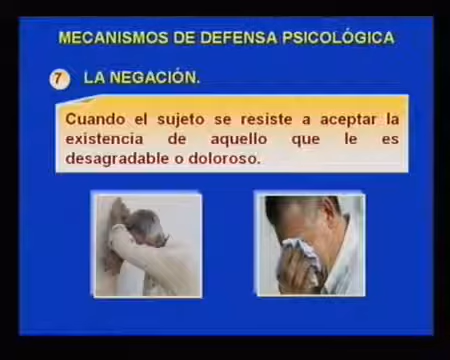 MECANISMOS DE DEFENSA PSICOLÓGICA
7 LA NEGACIÓN.
Cuando el sujeto se resiste a aceptar la
existencia de aquello que le es
desagradable o doloroso.